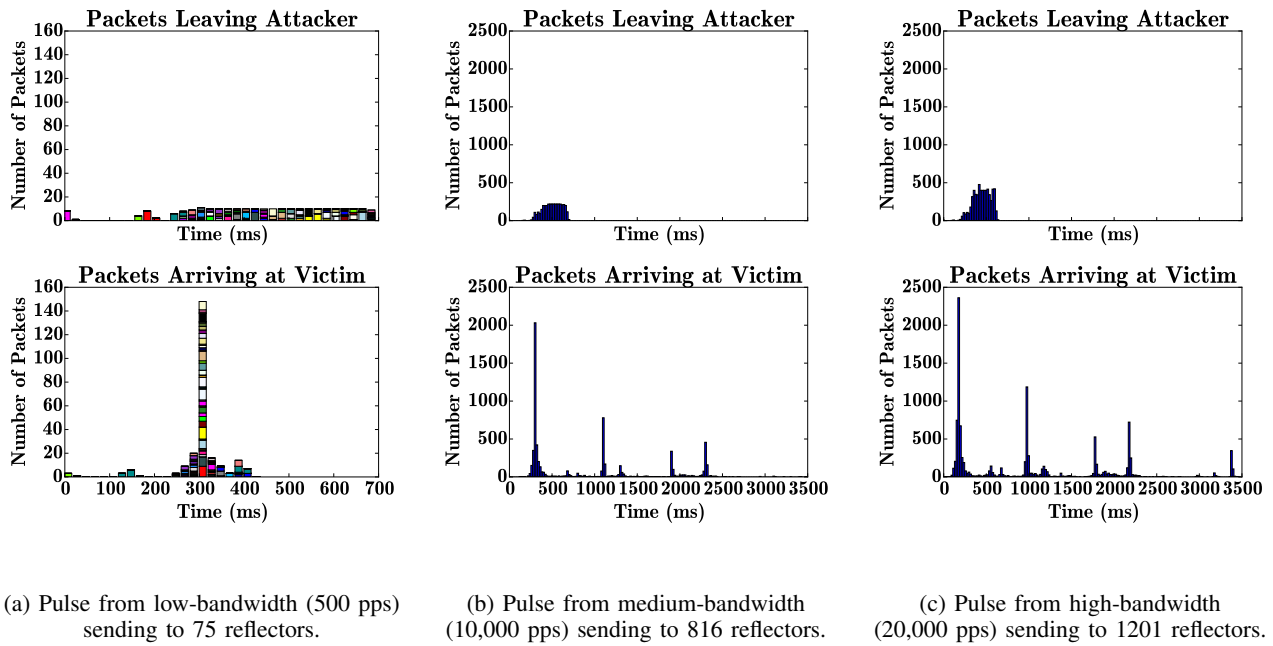 Packets Leaving Attacker
Number of Packets
160
140
120
100
80
60
40
20
0
Time (ms)
Packets Arriving at Victim
Number of Packets
160
140
120
100
80
60
40
20
0
0 100 200 300 400 500 600 700
Time (ms)
(a) Pulse from low-bandwidth (500 pps)
sending to 75 reflectors.
Packets Leaving Attacker
Number of Packets
2500
2000
1500
1000
500
0
Time (ms)
Packets Arriving at Victim
Number of Packets
2500
2000
1500
1000
500
0
0 500 1000 1500 2000 2500 3000 3500
Time (ms)
(b) Pulse from medium-bandwidth
(10,000 pps) sending to 816 reflectors.
Packets Leaving Attacker
Number of Packets
2500
2000
1500
1000
500
0
Time (ms)
Packets Arriving at Victim
Number of Packets
2500
2000
1500
1000
500
0
0 500 1000 1500 2000 2500 3000 3500
Time (ms)
(c) Pulse from high-bandwidth
(20,000 pps) sending to 1201 reflectors.